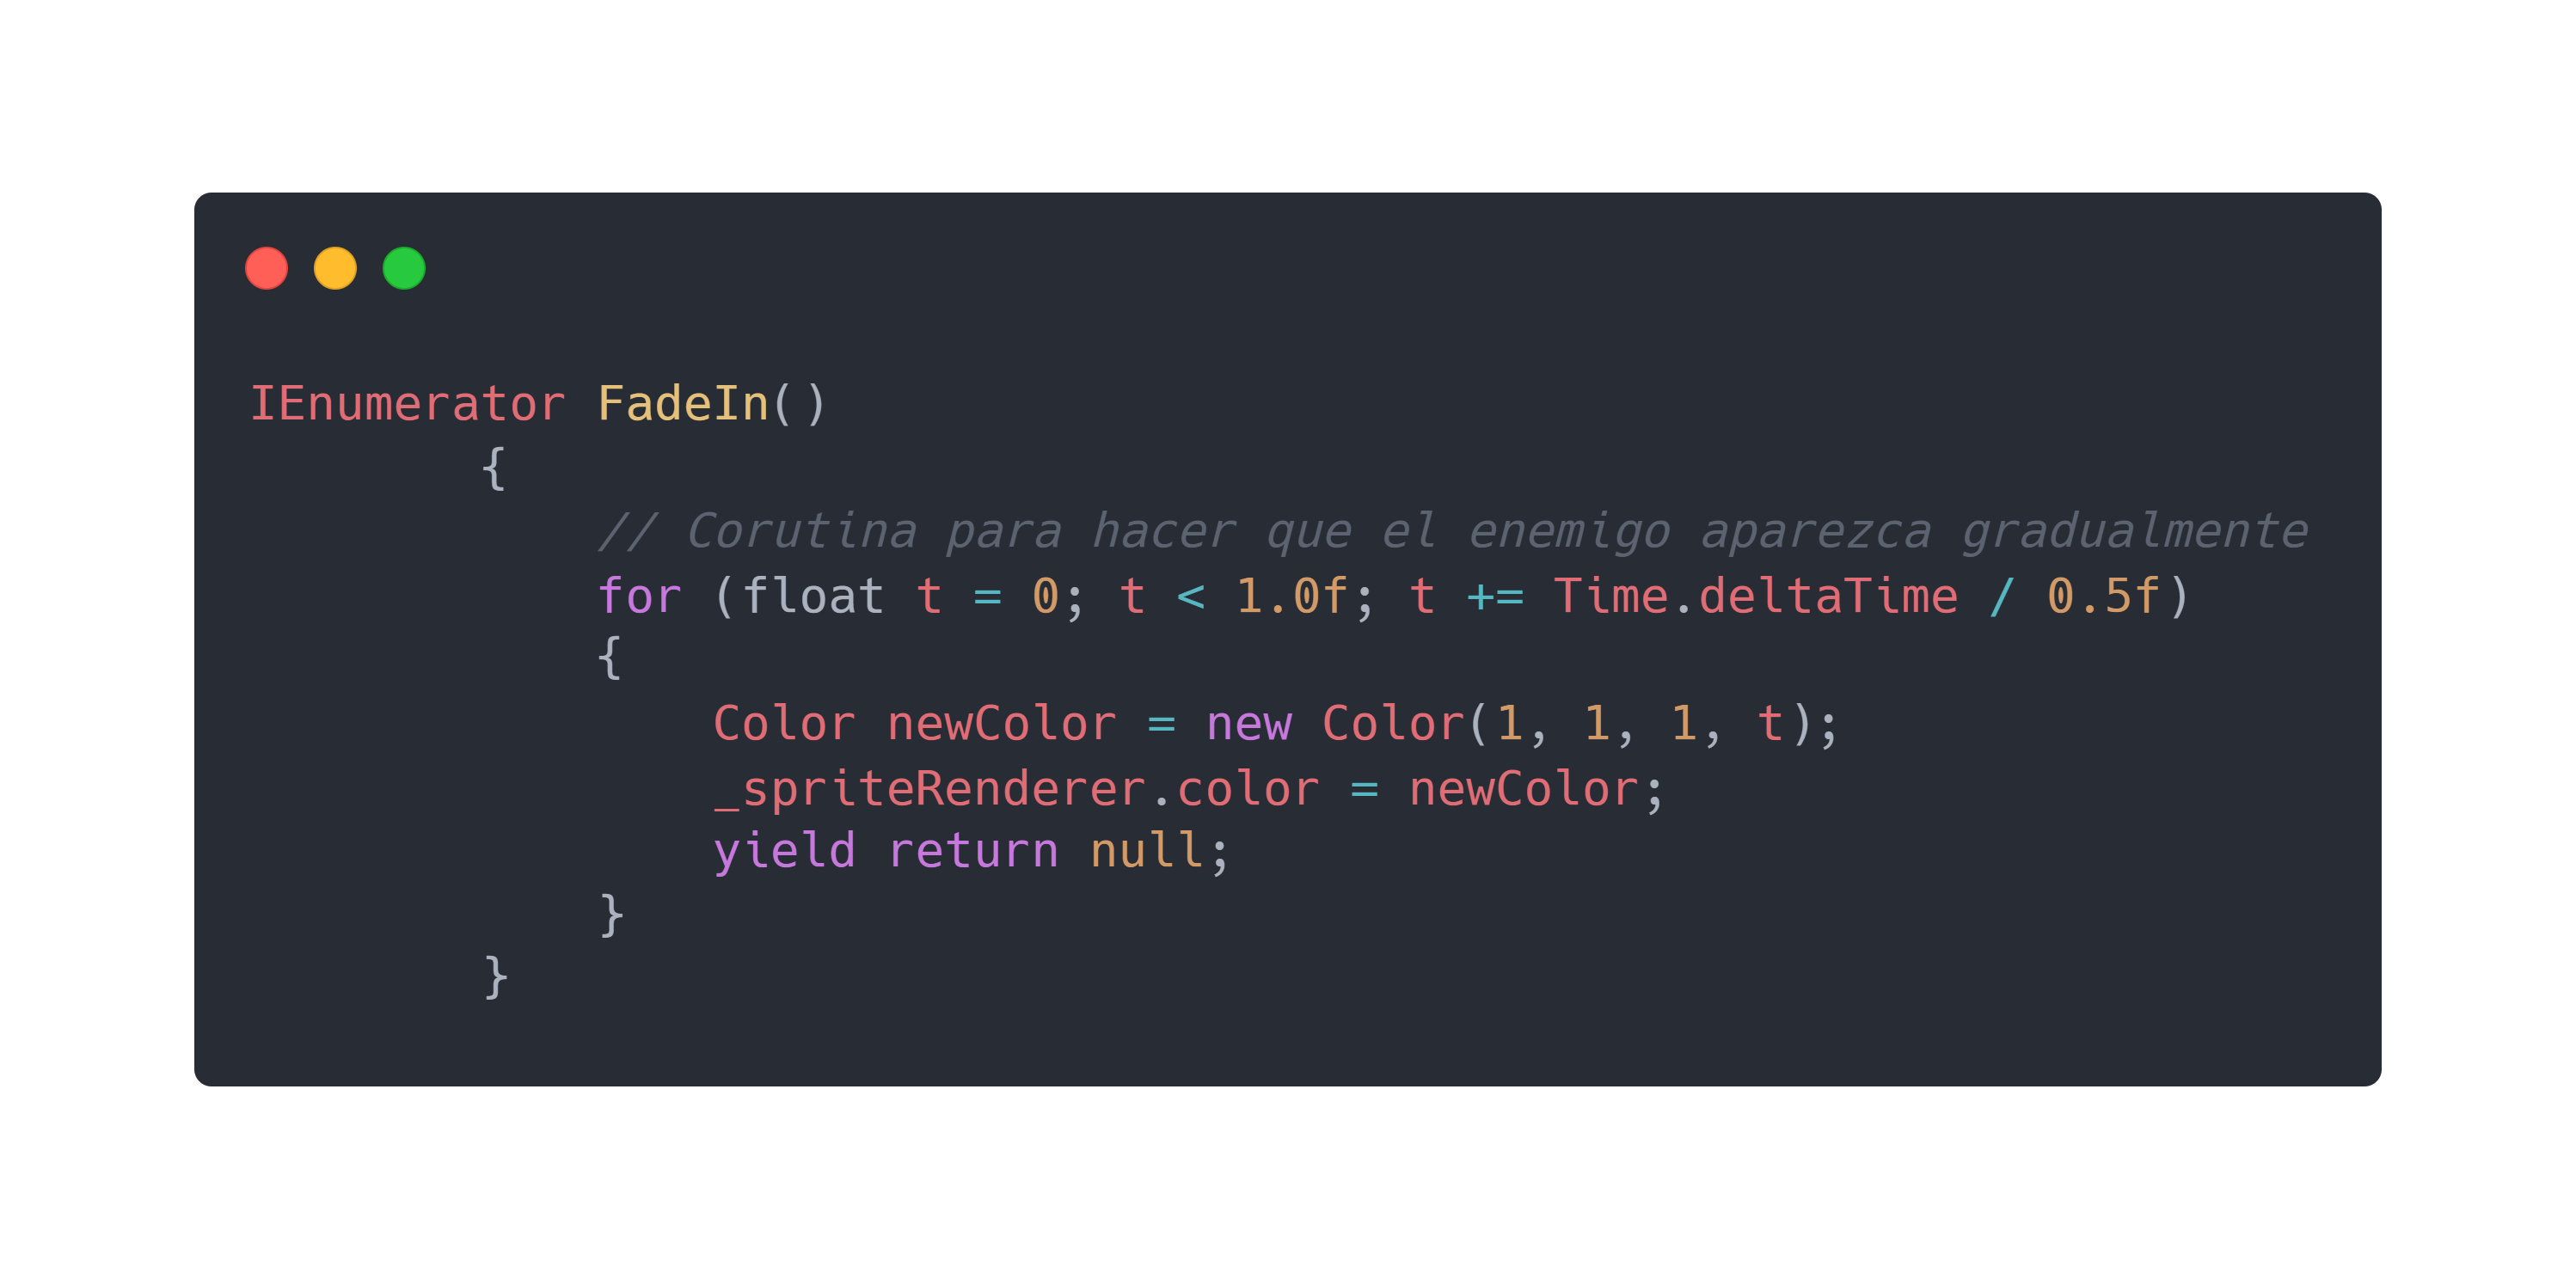 IEnumerator FadeIn()
        {
            // Corutina para hacer que el enemigo aparezca gradualmente
            for (float t = 0; t < 1.0f; t += Time.deltaTime / 0.5f)
            {
                Color newColor = new Color(1, 1, 1, t);
                _spriteRenderer.color = newColor;
                yield return null;
            }
        }